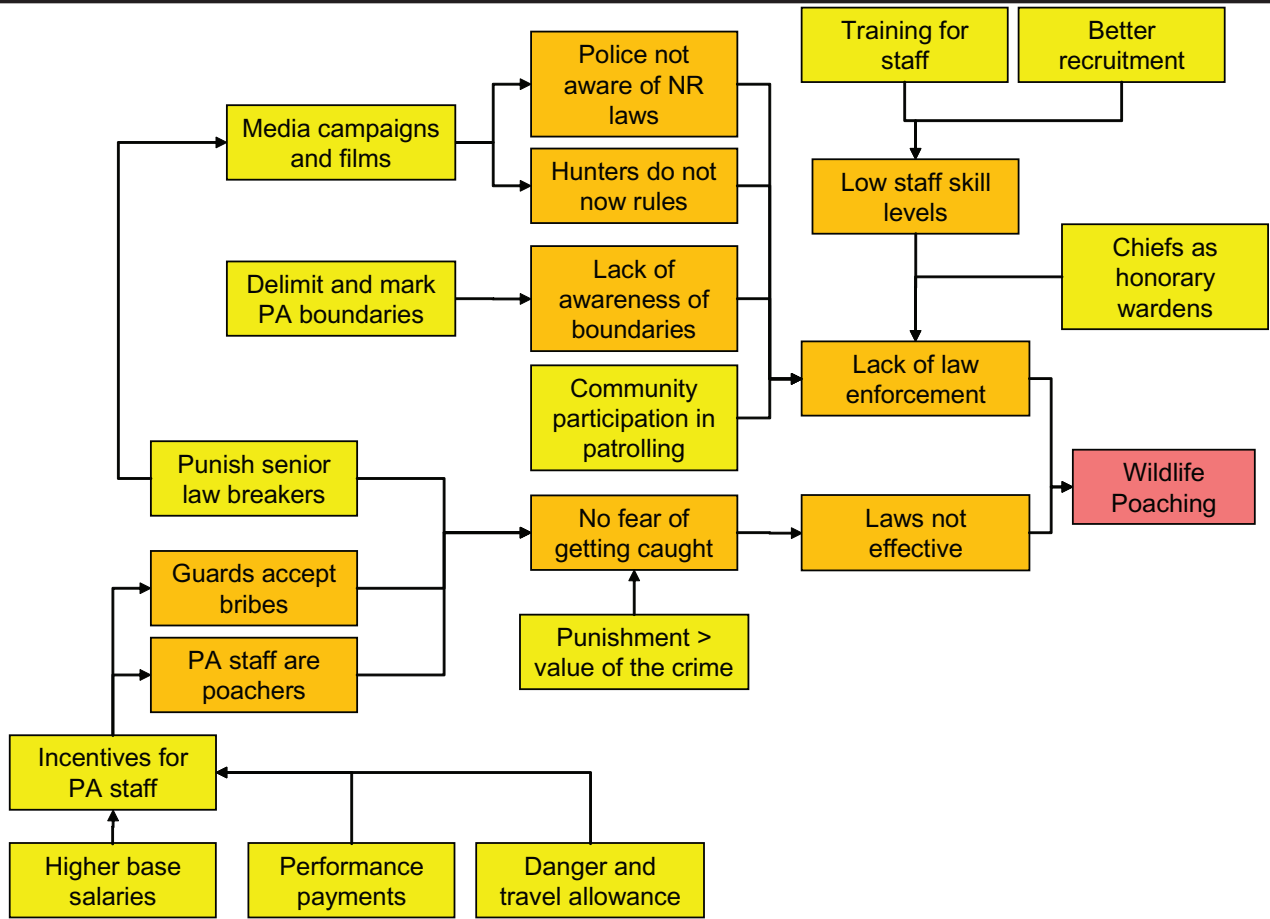 Training for
staff
Better
recruitment
Police not
aware of NR
laws
Media campaigns
and films
Hunters do not
now rules
Low staff skill
levels
Chiefs as
honorary
wardens
Delimit and mark
PA boundaries
Lack of
awareness of
boundaries
Lack of law
enforcement
Community
participation in
patrolling
Punish senior
law breakers
Wildlife
Poaching
No fear of
getting caught
Laws not
effective
Guards accept
bribes
Punishment >
value of the crime
PA staff are
poachers
Incentives for
PA staff
Higher base
salaries
Performance
payments
Danger and
travel allowance